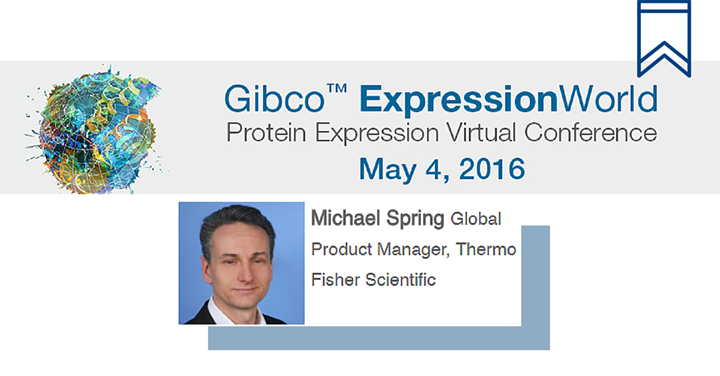 Gibco™ ExpressionWorld
Protein Expression Virtual Conference
May 4, 2016
Michael Spring Global
Product Manager, Thermo
Fisher Scientific